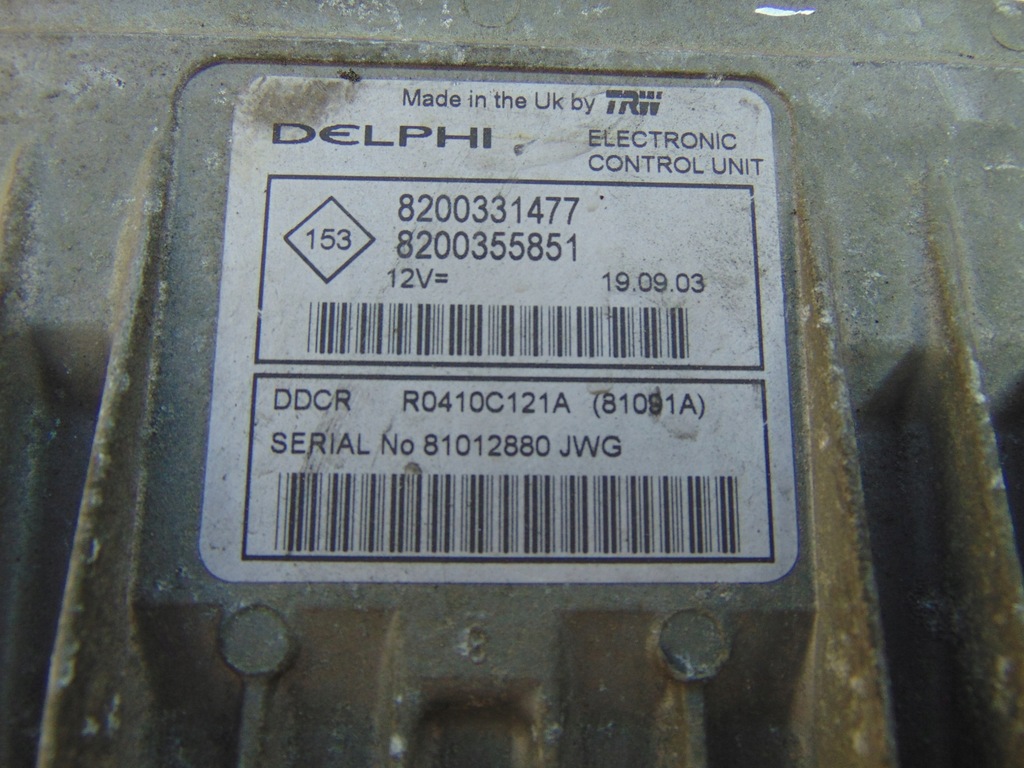 Made in the Uk by TRW
DELPHI
ELECTRONIC
CONTROL UNIT
153
8200331477
8200355851
12V=
19.09.03
DDCR R0410C121A (81091A)
SERIAL No 81012880 JWG